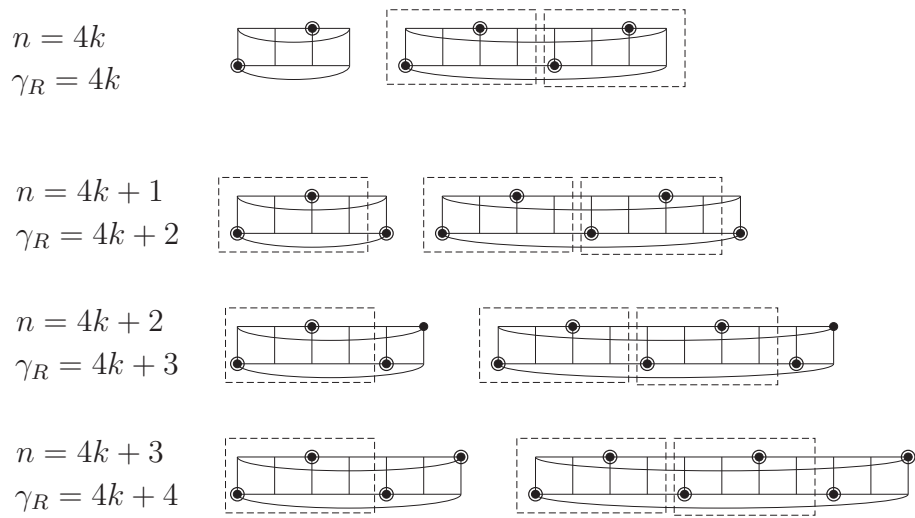 n = 4k
γ_R = 4k
n = 4k + 1
γ_R = 4k + 2
n = 4k + 2
γ_R = 4k + 3
n = 4k + 3
γ_R = 4k + 4